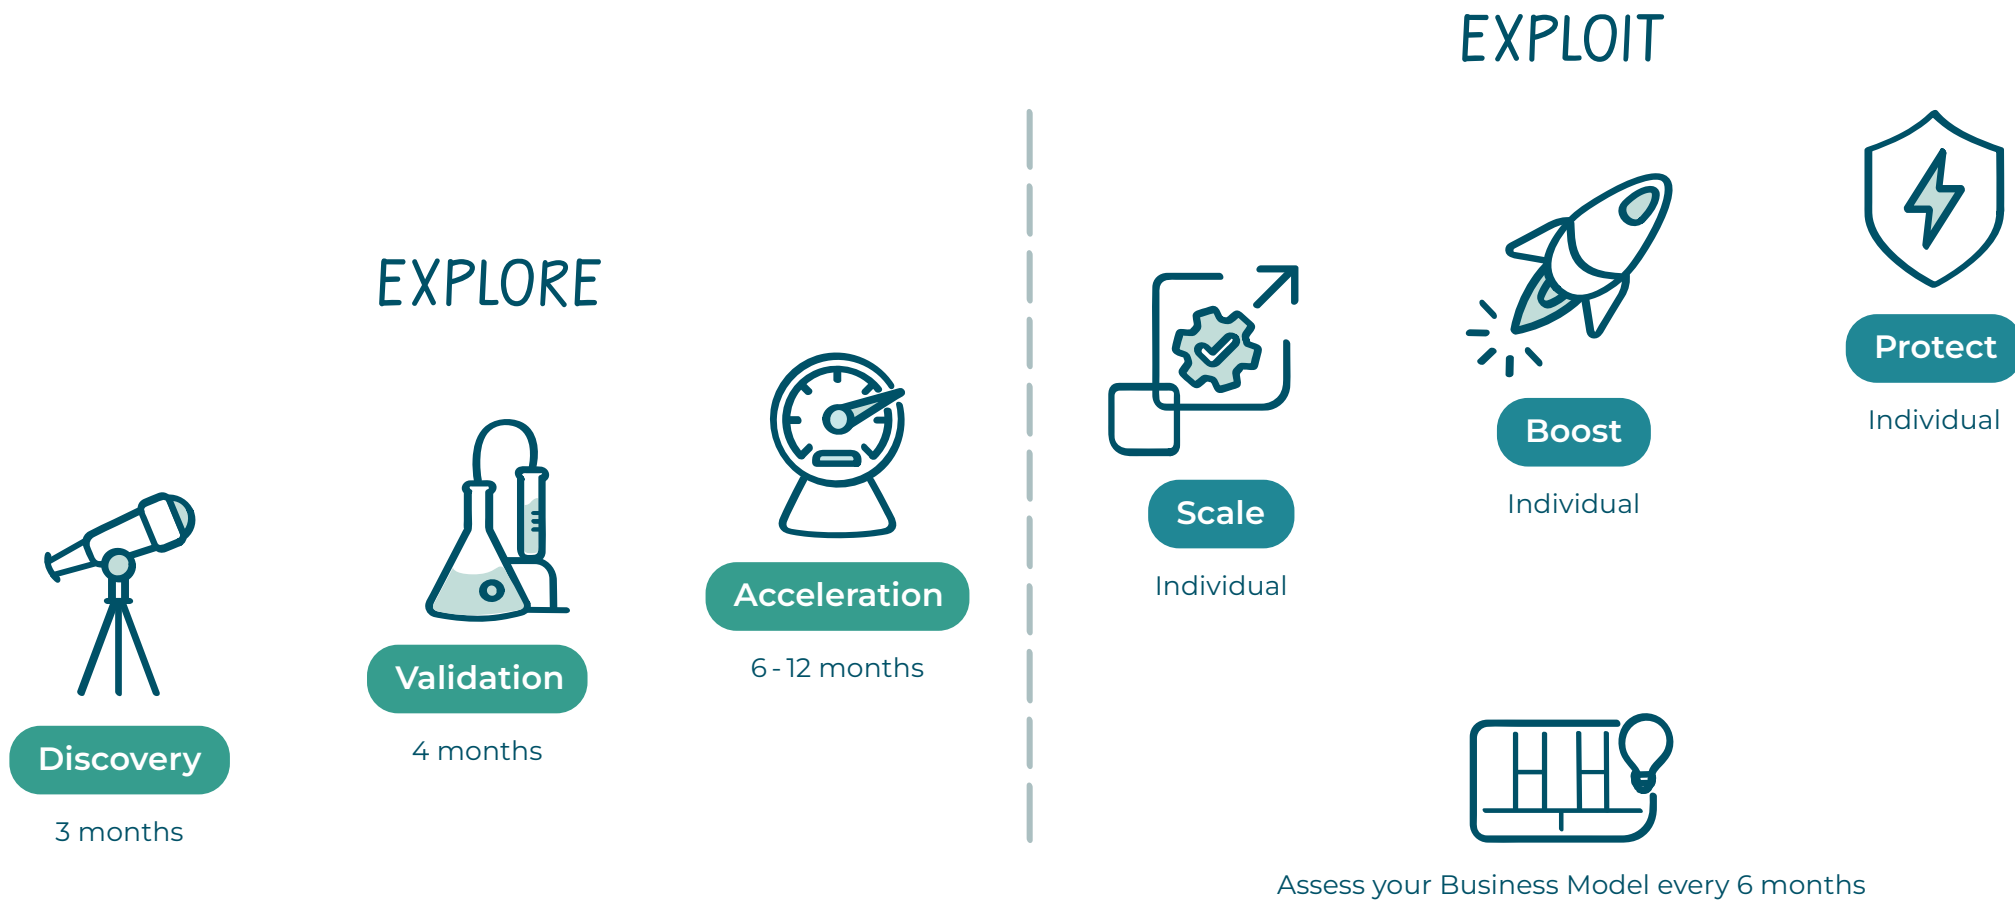 EXPLORE
Discovery
3 months
Validation
4 months
Acceleration
6-12 months
EXPLOIT
Scale
Individual
Boost
Individual
Protect
Individual
Assess your Business Model every 6 months